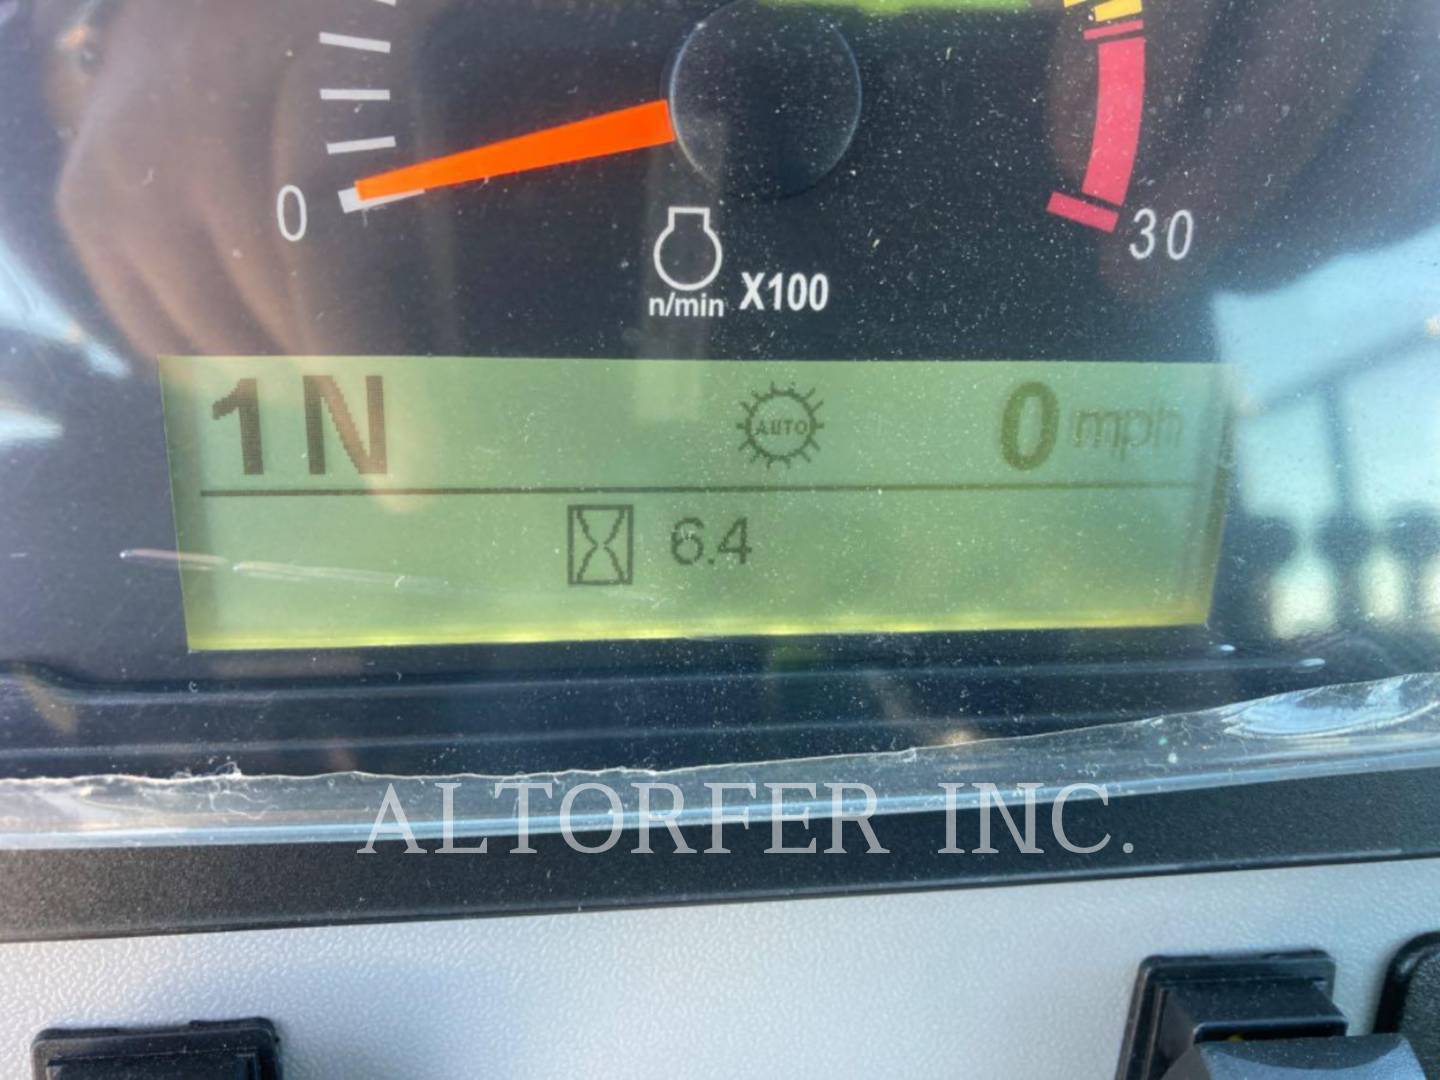 0
30
n/min X100
1N AUTO 0 mph
6.4
ALTORFER INC.